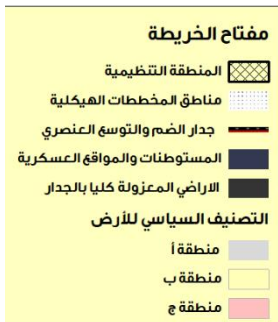 مفتاح الخريطة
المنطقة التنظيمية
مناطق المخططات الهيكلية
جدار الضم والتوسع العنصري
المستوطنات والمواقع العسكرية
الاراضي المعزولة كليا بالجدار
التصنيف السياسي للأرض
منطقة أ
منطقة ب
منطقة ج